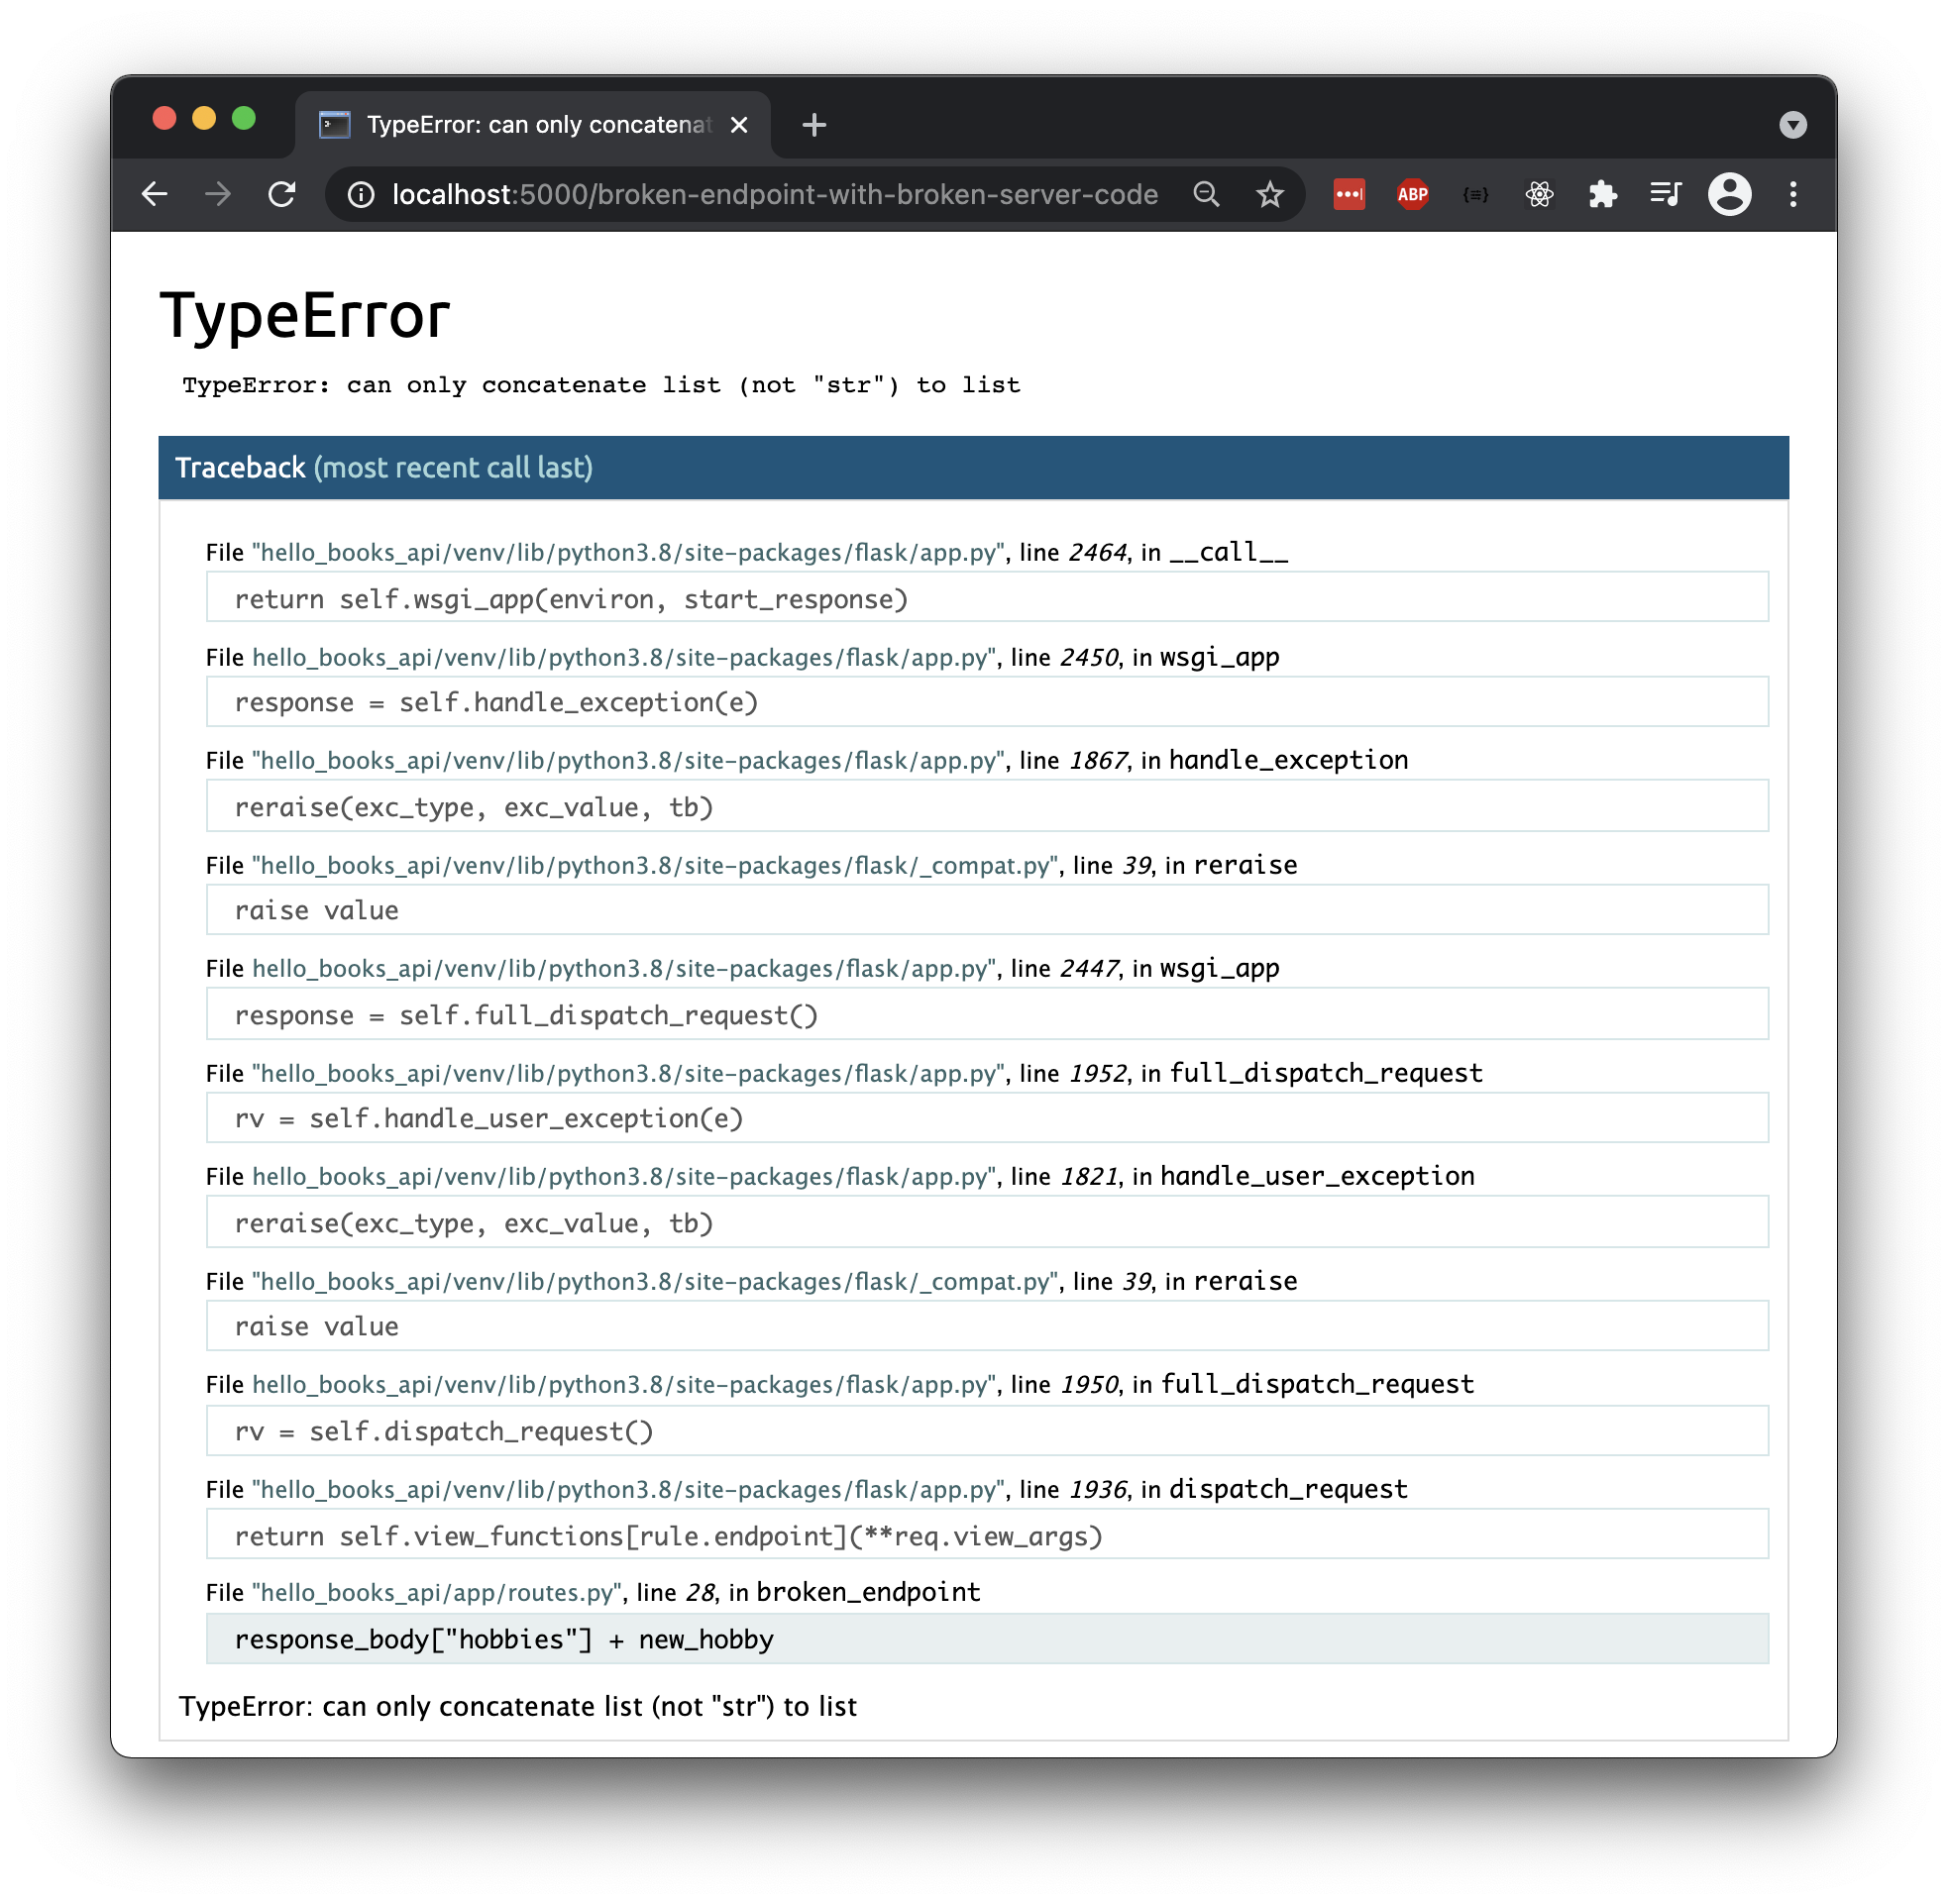 TypeError: can only concatenat
localhost:5000/broken-endpoint-with-broken-server-code
ABP
TypeError
TypeError: can only concatenate list (not "str") to list
Traceback (most recent call last)
File "hello_books_api/venv/lib/python3.8/site-packages/flask/app.py", line 2464, in __call__
return self.wsgi_app(environ, start_response)
File hello_books_api/venv/lib/python3.8/site-packages/flask/app.py", line 2450, in wsgi_app
response = self.handle_exception(e)
File "hello_books_api/venv/lib/python3.8/site-packages/flask/app.py", line 1867, in handle_exception
reraise(exc_type, exc_value, tb)
File "hello_books_api/venv/lib/python3.8/site-packages/flask/_compat.py", line 39, in reraise
raise value
File hello_books_api/venv/lib/python3.8/site-packages/flask/app.py", line 2447, in wsgi_app
response = self.full_dispatch_request()
File "hello_books_api/venv/lib/python3.8/site-packages/flask/app.py", line 1952, in full_dispatch_request
rv = self.handle_user_exception(e)
File hello_books_api/venv/lib/python3.8/site-packages/flask/app.py", line 1821, in handle_user_exception
reraise(exc_type, exc_value, tb)
File "hello_books_api/venv/lib/python3.8/site-packages/flask/_compat.py", line 39, in reraise
raise value
File hello_books_api/venv/lib/python3.8/site-packages/flask/app.py", line 1950, in full_dispatch_request
rv = self.dispatch_request()
File "hello_books_api/venv/lib/python3.8/site-packages/flask/app.py", line 1936, in dispatch_request
return self.view_functions[rule.endpoint](**req.view_args)
File "hello_books_api/app/routes.py", line 28, in broken_endpoint
response_body["hobbies"] + new_hobby
TypeError: can only concatenate list (not "str") to list